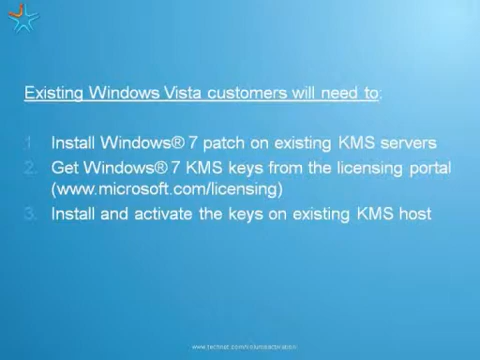 Existing Windows Vista customers will need to:
1. Install Windows® 7 patch on existing KMS servers
2. Get Windows® 7 KMS keys from the licensing portal
(www.microsoft.com/licensing)
3. Install and activate the keys on existing KMS host